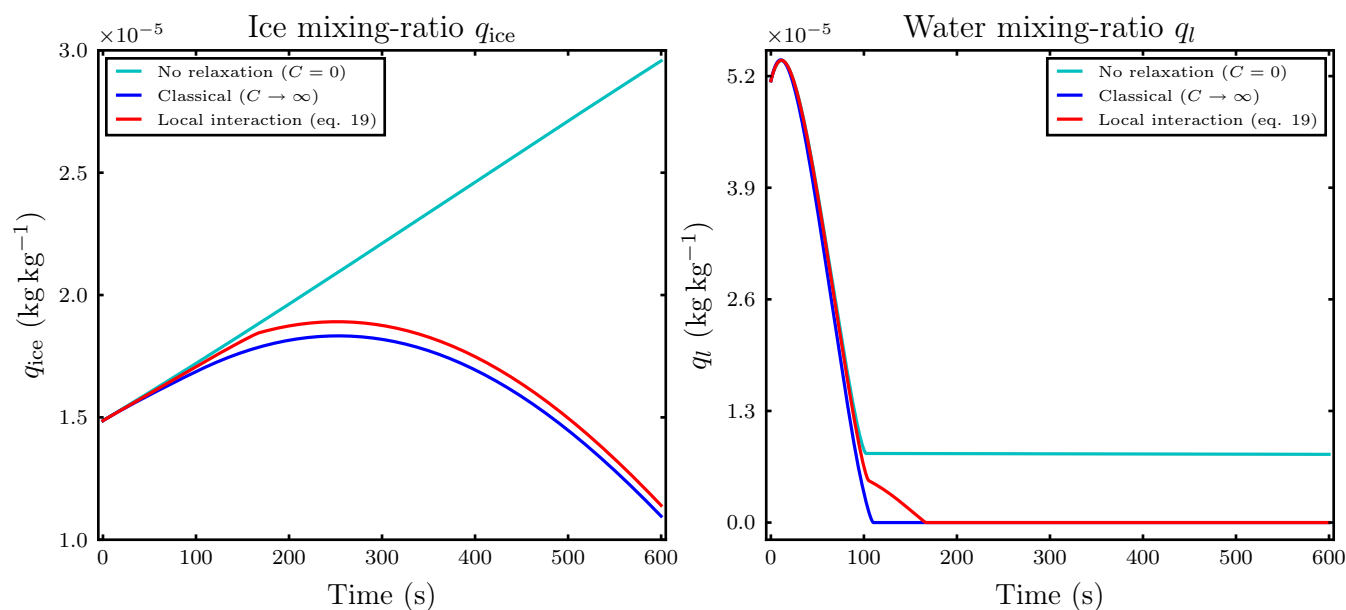 Ice mixing-ratio q_ice
×10⁻⁵
3.0
2.5
2.0
1.5
1.0
q_ice (kg kg⁻¹)
No relaxation (C = 0)
Classical (C → ∞)
Local interaction (eq. 19)
0 100 200 300 400 500 600
Time (s)
Water mixing-ratio q_l
×10⁻⁵
5.2
3.9
2.6
1.3
0.0
q_l (kg kg⁻¹)
No relaxation (C = 0)
Classical (C → ∞)
Local interaction (eq. 19)
0 100 200 300 400 500 600
Time (s)